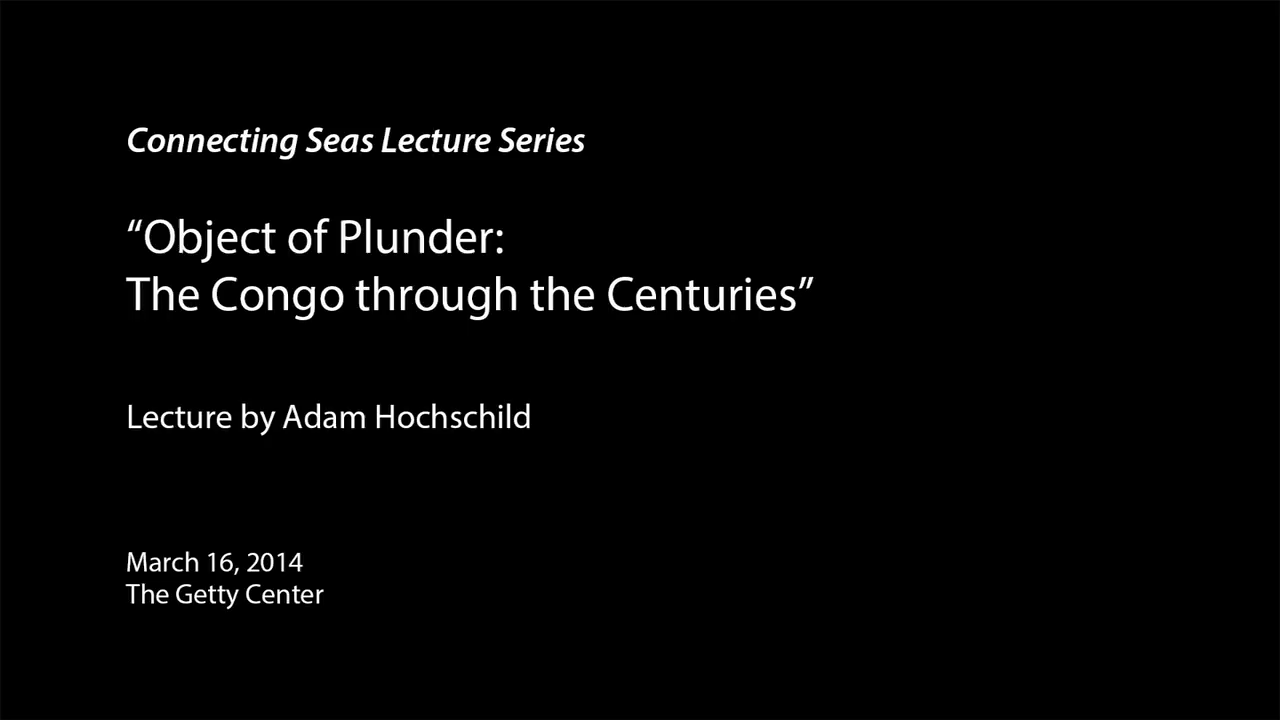 Connecting Seas Lecture Series
“Object of Plunder:
The Congo through the Centuries”
Lecture by Adam Hochschild
March 16, 2014
The Getty Center